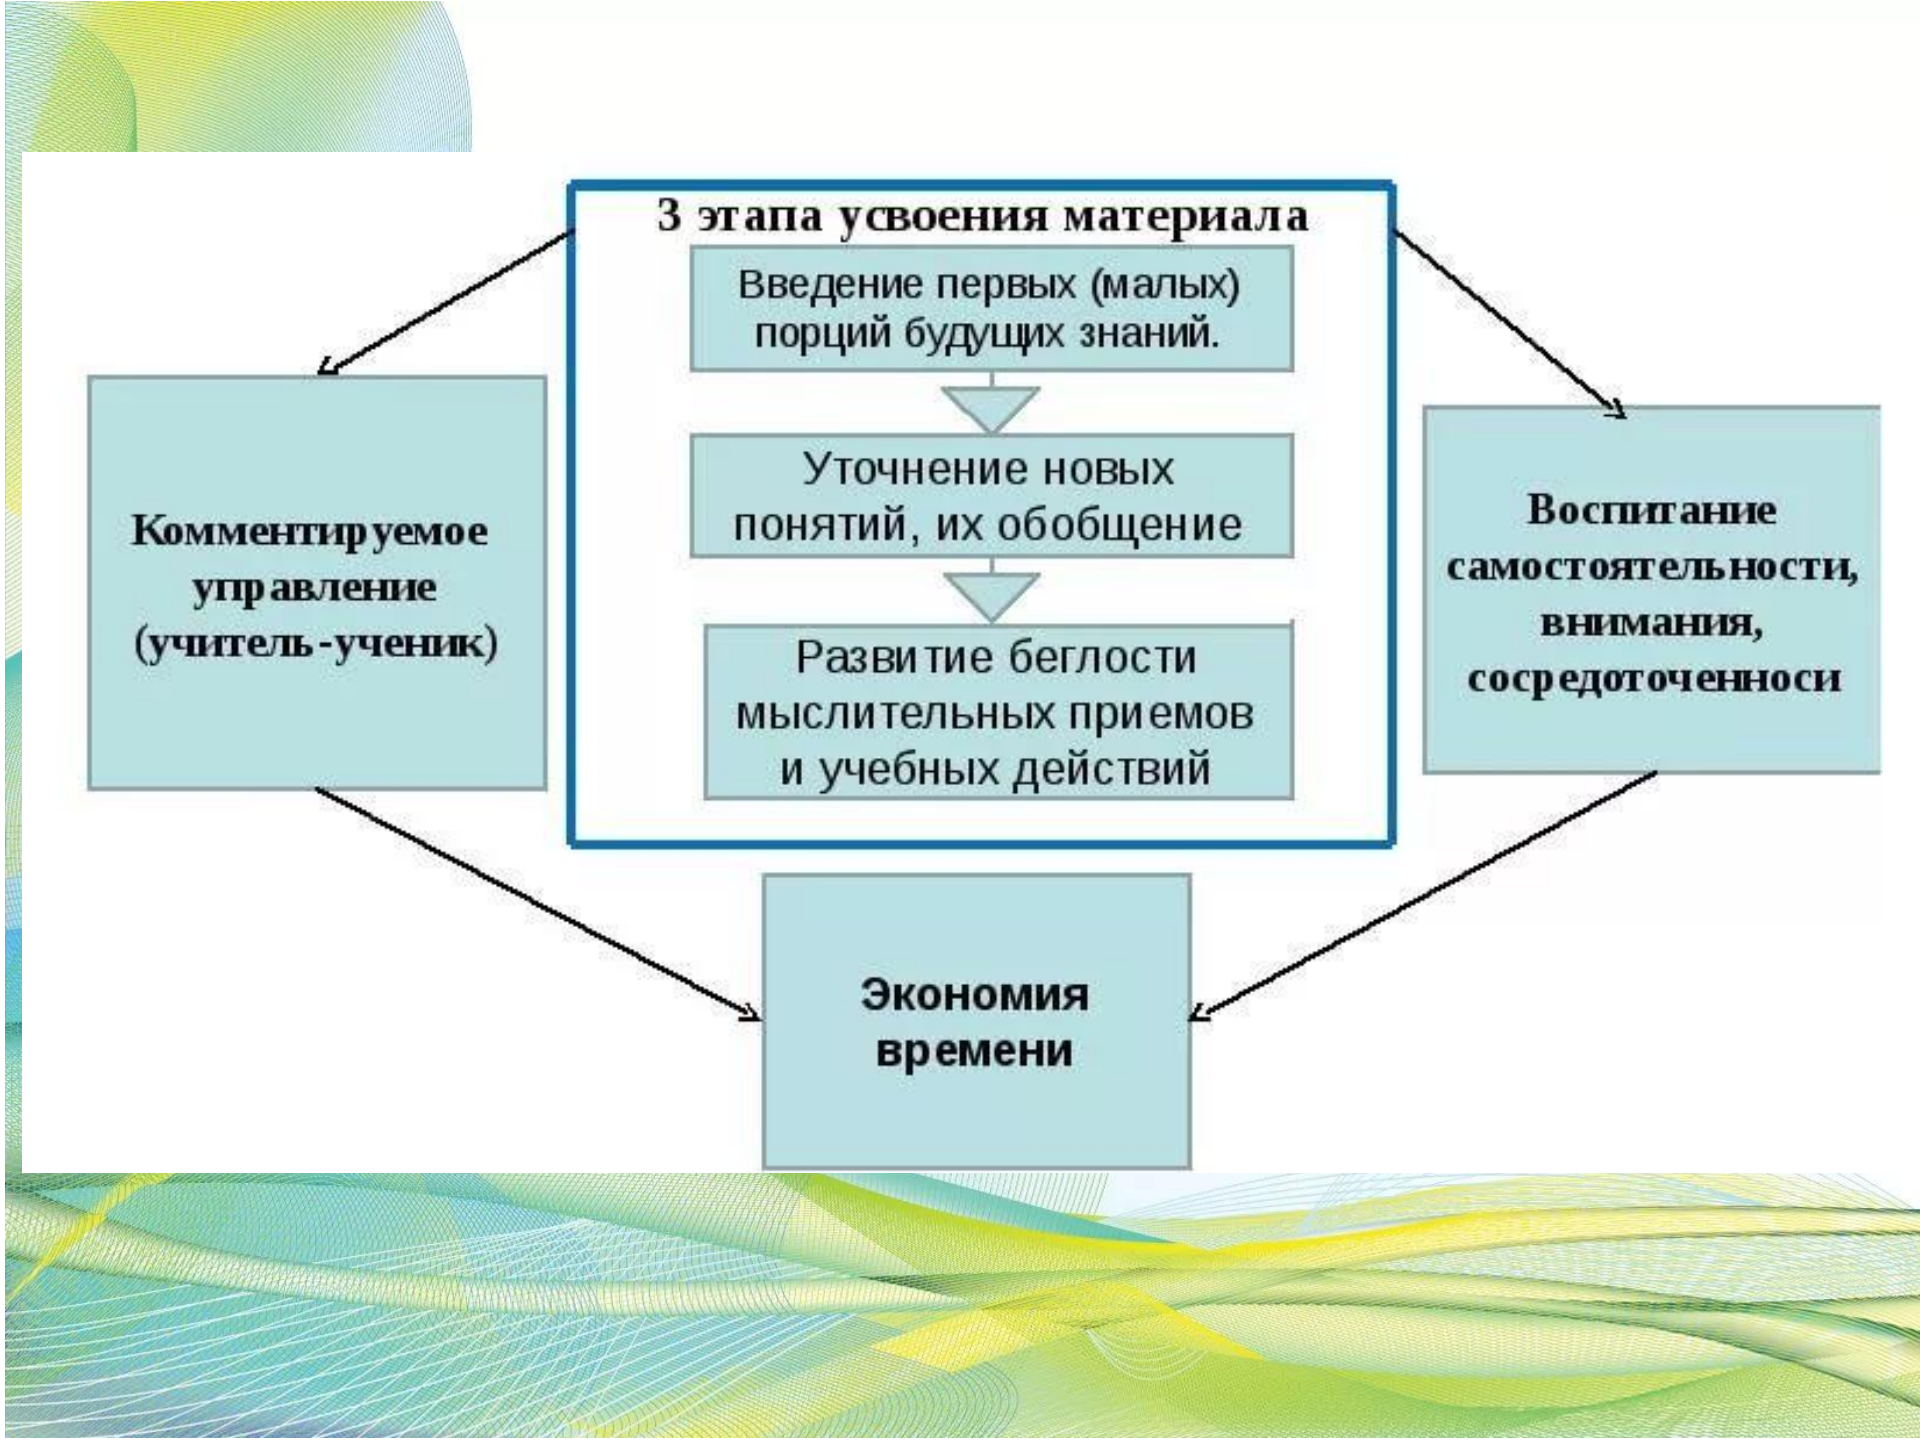 3 этапа усвоения материала
Введение первых (малых)
порций будущих знаний.
Уточнение новых
понятий, их обобщение
Развитие беглости
мыслительных приемов
и учебных действий
Комментируемое
управление
(учитель-ученик)
Воспитание
самостоятельности,
внимания,
сосредоточенноси
Экономия
времени